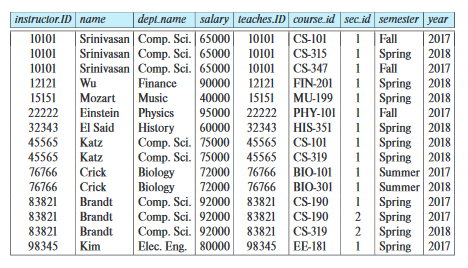 instructor.ID name dept_name salary teaches.ID course_id sec_id semester year
10101 Srinivasan Comp. Sci. 65000 10101 CS-101 1 Fall 2017
10101 Srinivasan Comp. Sci. 65000 10101 CS-315 1 Spring 2018
10101 Srinivasan Comp. Sci. 65000 10101 CS-347 1 Fall 2017
12121 Wu Finance 90000 12121 FIN-201 1 Spring 2018
15151 Mozart Music 40000 15151 MU-199 1 Spring 2018
22222 Einstein Physics 95000 22222 PHY-101 1 Fall 2017
32343 El Said History 60000 32343 HIS-351 1 Spring 2018
45565 Katz Comp. Sci. 75000 45565 CS-101 1 Spring 2018
45565 Katz Comp. Sci. 75000 45565 CS-319 1 Spring 2018
76766 Crick Biology 72000 76766 BIO-101 1 Summer 2017
76766 Crick Biology 72000 76766 BIO-301 1 Summer 2018
83821 Brandt Comp. Sci. 92000 83821 CS-190 1 Spring 2017
83821 Brandt Comp. Sci. 92000 83821 CS-190 2 Spring 2017
83821 Brandt Comp. Sci. 92000 83821 CS-319 2 Spring 2018
98345 Kim Elec. Eng. 80000 98345 EE-181 1 Spring 2017